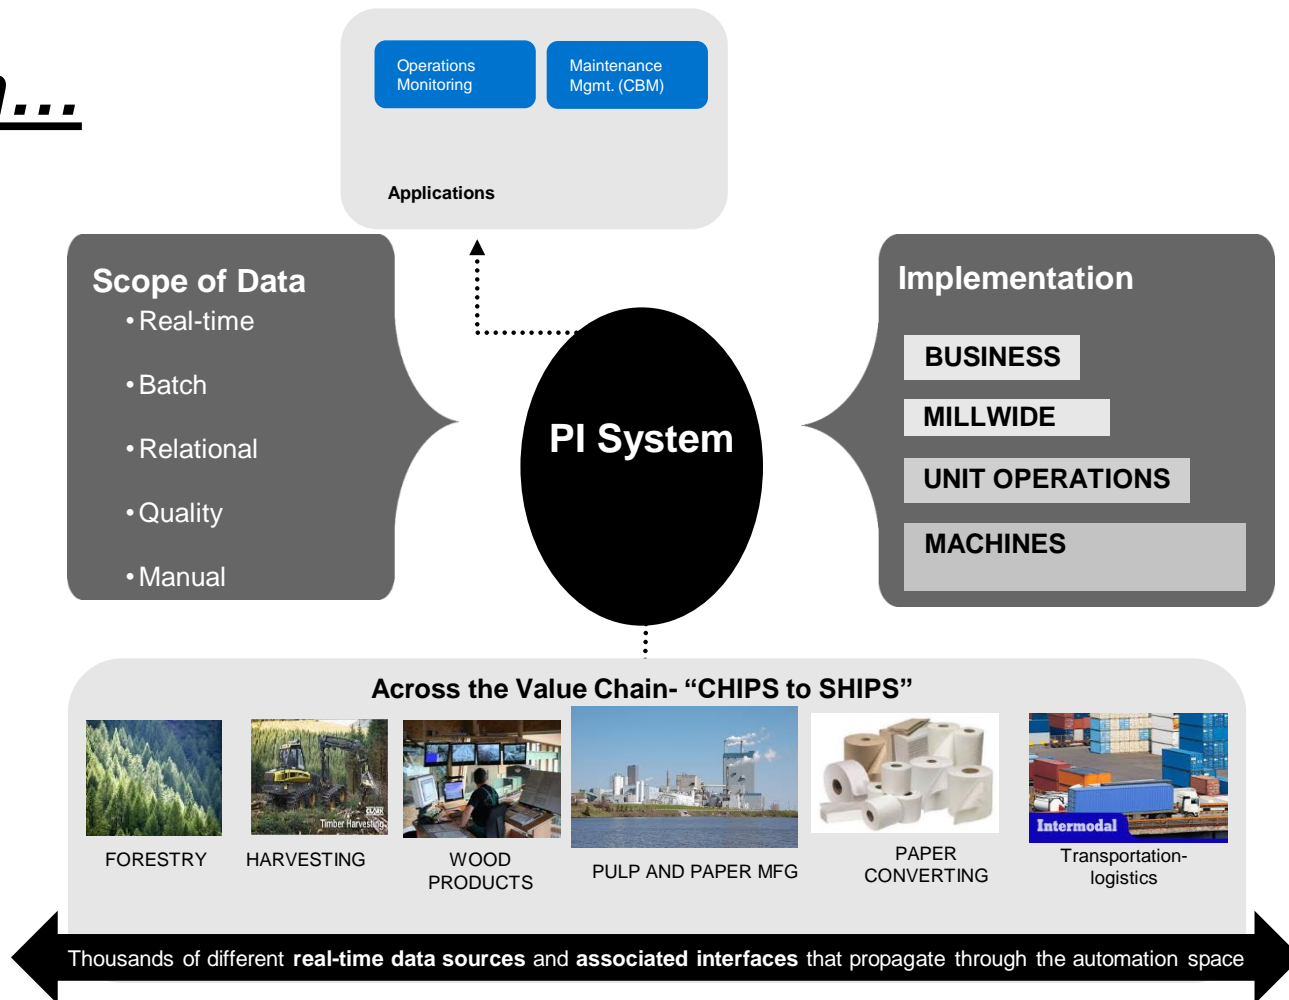 Operations
Monitoring
Maintenance
Mgmt. (CBM)
Applications
Scope of Data
• Real-time
• Batch
• Relational
• Quality
• Manual
PI System
Implementation
BUSINESS
MILLWIDE
UNIT OPERATIONS
MACHINES
Across the Value Chain- “CHIPS to SHIPS”
Timber Harvesting
Intermodal
FORESTRY
HARVESTING
WOOD
PRODUCTS
PULP AND PAPER MFG
PAPER
CONVERTING
Transportation-
logistics
Thousands of different real-time data sources and associated interfaces that propagate through the automation space